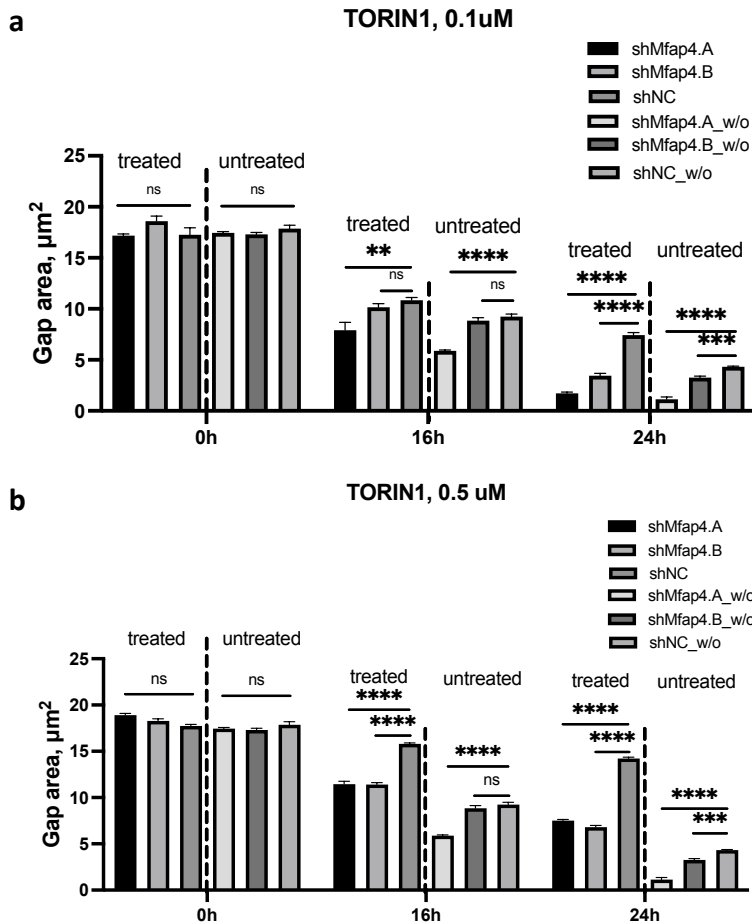 a
TORIN1, 0.1uM
shMfap4.A
shMfap4.B
shNC
shMfap4.A_w/o
shMfap4.B_w/o
shNC_w/o
Gap area, µm²
25
20
15
10
5
0
treated untreated
ns ns
treated untreated
** ****
ns ns
treated untreated
**** ****
**** ***
0h 16h 24h
b
TORIN1, 0.5 uM
shMfap4.A
shMfap4.B
shNC
shMfap4.A_w/o
shMfap4.B_w/o
shNC_w/o
Gap area, µm²
25
20
15
10
5
0
treated untreated
ns ns
treated untreated
**** ****
**** ns
treated untreated
**** ****
**** ***
0h 16h 24h